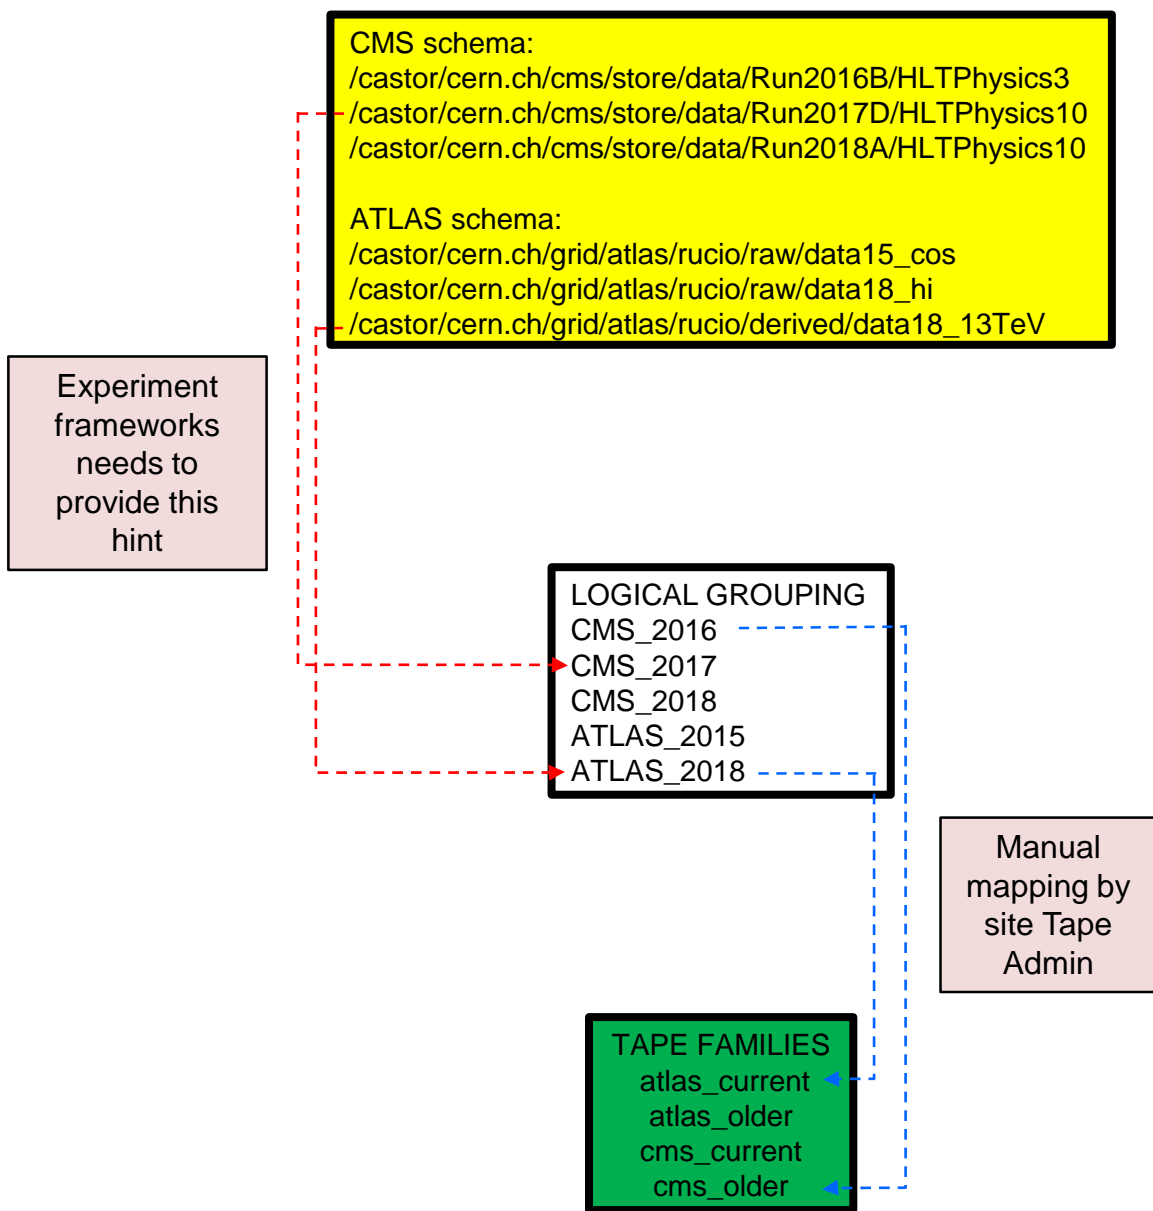 CMS schema:
/castor/cern.ch/cms/store/data/Run2016B/HLTPhysics3
/castor/cern.ch/cms/store/data/Run2017D/HLTPhysics10
/castor/cern.ch/cms/store/data/Run2018A/HLTPhysics10
ATLAS schema:
/castor/cern.ch/grid/atlas/rucio/raw/data15_cos
/castor/cern.ch/grid/atlas/rucio/raw/data18_hi
/castor/cern.ch/grid/atlas/rucio/derived/data18_13TeV
Experiment
frameworks
needs to
provide this
hint
LOGICAL GROUPING
CMS_2016
CMS_2017
CMS_2018
ATLAS_2015
ATLAS_2018
Manual
mapping by
site Tape
Admin
TAPE FAMILIES
atlas_current
atlas_older
cms_current
cms_older